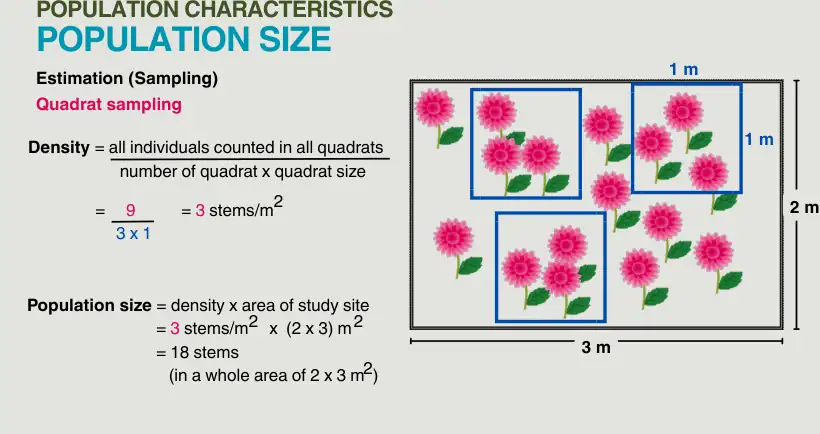 POPULATION CHARACTERISTICS
POPULATION SIZE
Estimation (Sampling)
Quadrat sampling
Density = all individuals counted in all quadrats
number of quadrat x quadrat size
= 9 = 3 stems/m2
3 x 1
Population size = density x area of study site
= 3 stems/m2 x (2 x 3) m2
= 18 stems
(in a whole area of 2 x 3 m2)
1 m
1 m
2 m
3 m